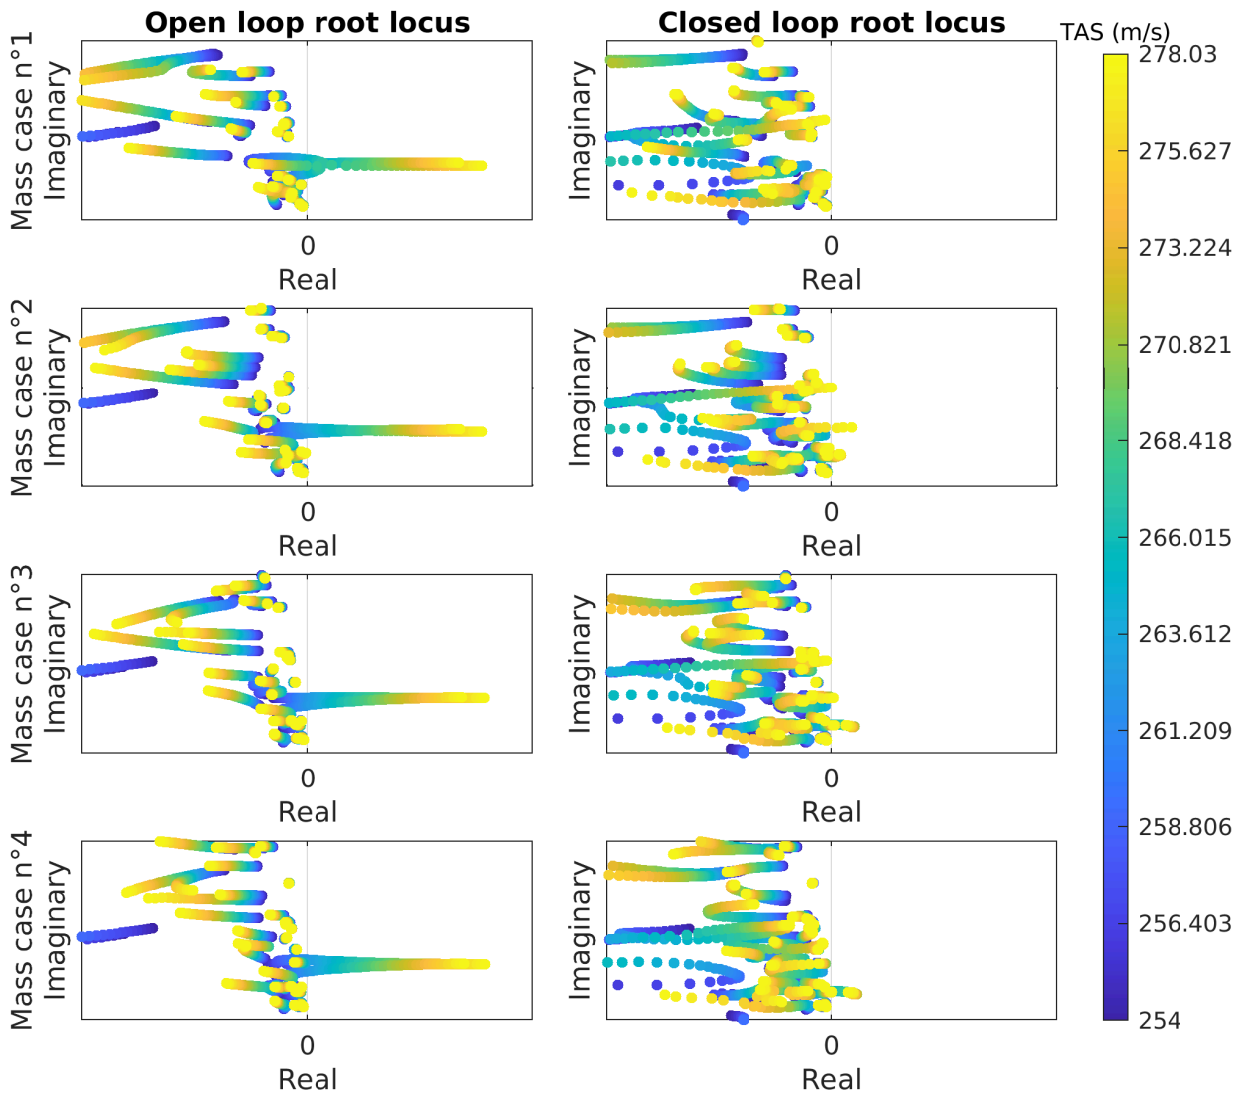 Open loop root locus
Closed loop root locus
TAS (m/s)
Mass case n°1
Imaginary
0
Real
Imaginary
0
Real
Mass case n°2
Imaginary
0
Real
Imaginary
0
Real
Mass case n°3
Imaginary
0
Real
Imaginary
0
Real
Mass case n°4
Imaginary
0
Real
Imaginary
0
Real
278.03
275.627
273.224
270.821
268.418
266.015
263.612
261.209
258.806
256.403
254